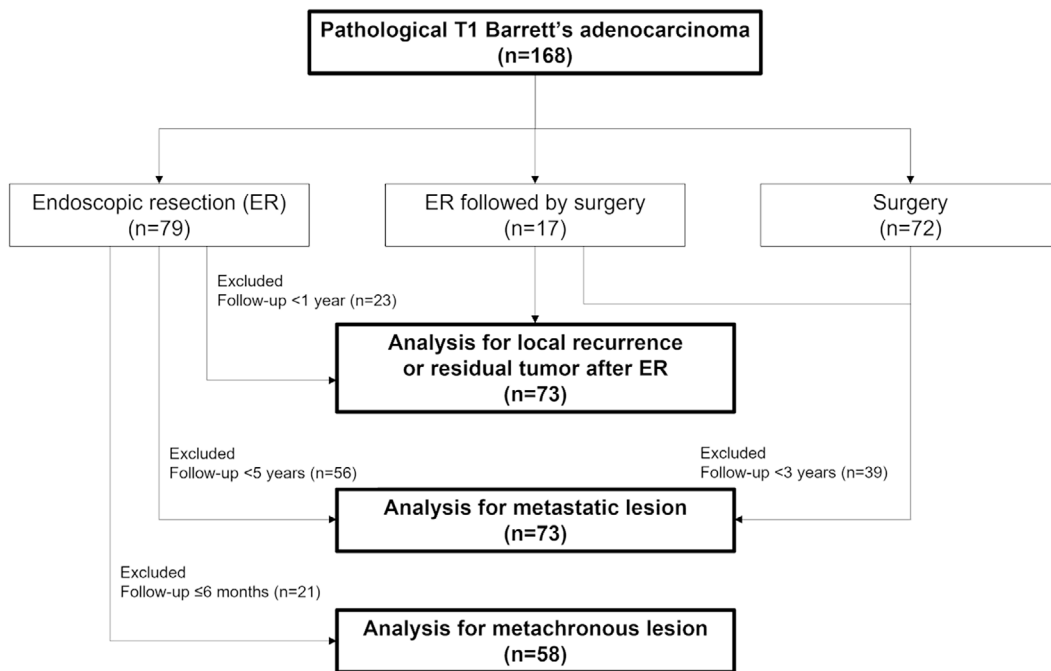 Pathological T1 Barrett's adenocarcinoma
(n=168)
Endoscopic resection (ER)
(n=79)
ER followed by surgery
(n=17)
Surgery
(n=72)
Excluded
Follow-up <1 year (n=23)
Analysis for local recurrence
or residual tumor after ER
(n=73)
Excluded
Follow-up <5 years (n=56)
Excluded
Follow-up <3 years (n=39)
Analysis for metastatic lesion
(n=73)
Excluded
Follow-up ≤6 months (n=21)
Analysis for metachronous lesion
(n=58)